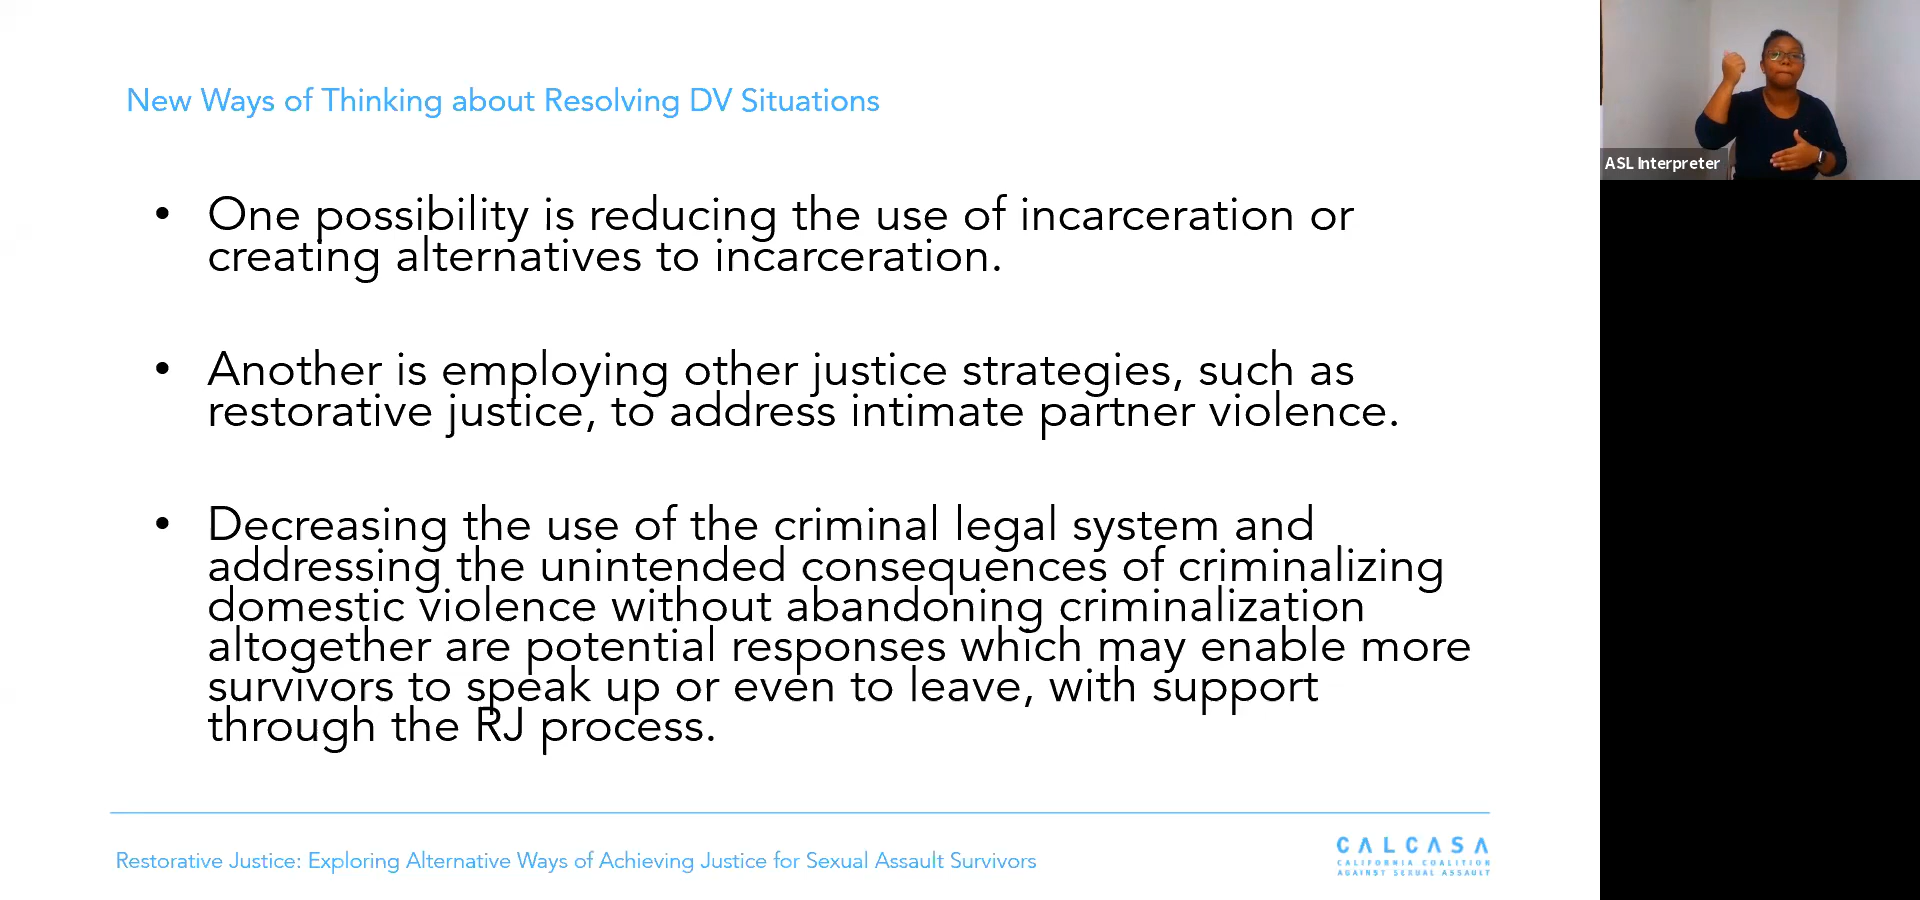 New Ways of Thinking about Resolving DV Situations
• One possibility is reducing the use of incarceration or
creating alternatives to incarceration.
• Another is employing other justice strategies, such as
restorative justice, to address intimate partner violence.
• Decreasing the use of the criminal legal system and
addressing the unintended consequences of criminalizing
domestic violence without abandoning criminalization
altogether are potential responses which may enable more
survivors to speak up or even to leave, with support
through the RJ process.
Restorative Justice: Exploring Alternative Ways of Achieving Justice for Sexual Assault Survivors
CALCASA
CALIFORNIA COALITION
AGAINST SEXUAL ASSAULT
ASL Interpreter